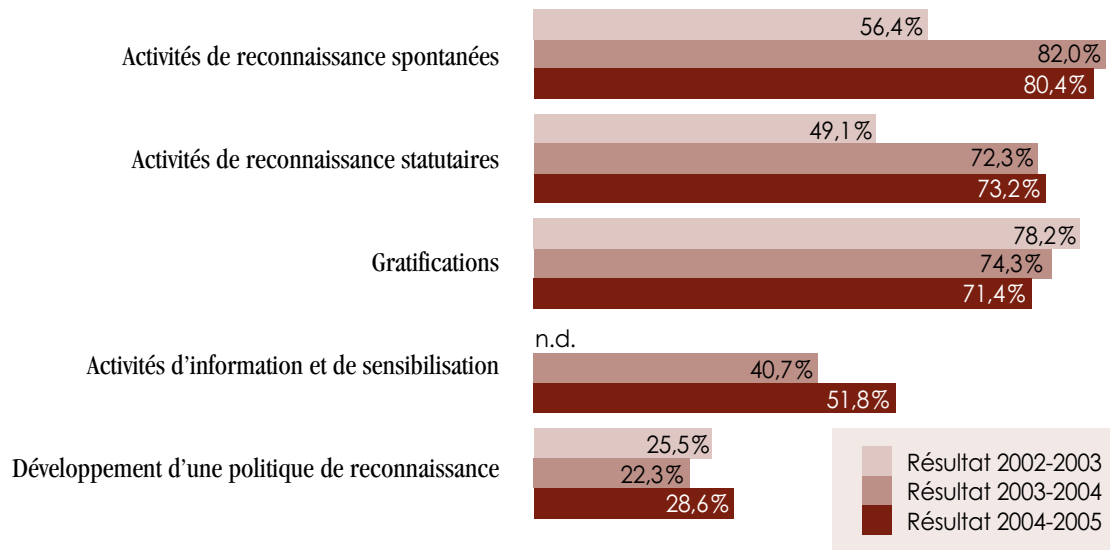 56,4%
Activités de reconnaissance spontanées
82,0%
80,4%
49,1%
Activités de reconnaissance statutaires
72,3%
73,2%
78,2%
Gratifications
74,3%
71,4%
n.d.
Activités d’information et de sensibilisation
40,7%
51,8%
25,5%
Développement d’une politique de reconnaissance
22,3%
28,6%
Résultat 2002-2003
Résultat 2003-2004
Résultat 2004-2005